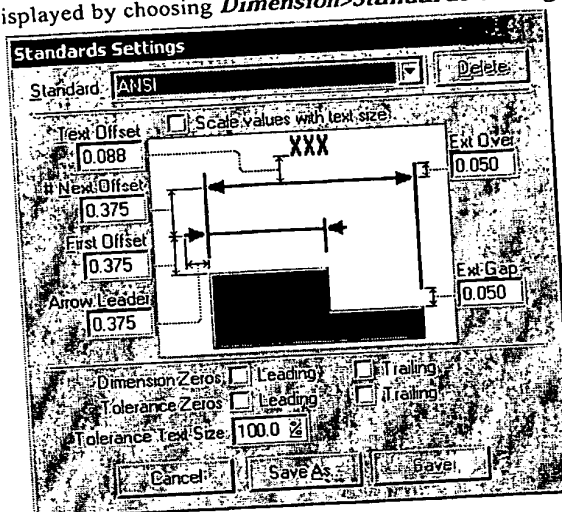 isplayed by choosing Dimension>Standards
Standards Settings
Standard ANSI Delete
Text Offset
0.088
Scale values with text size
XXX
Ext Over
0.050
# Next Offset
0.375
First Offset
0.375
Arrow Leader
0.375
Ext Gap
0.050
Dimension Zeros Leading Trailing
Tolerance Zeros Leading Trailing
Tolerance Text Size 100.0 %
Cancel Save As... Save!